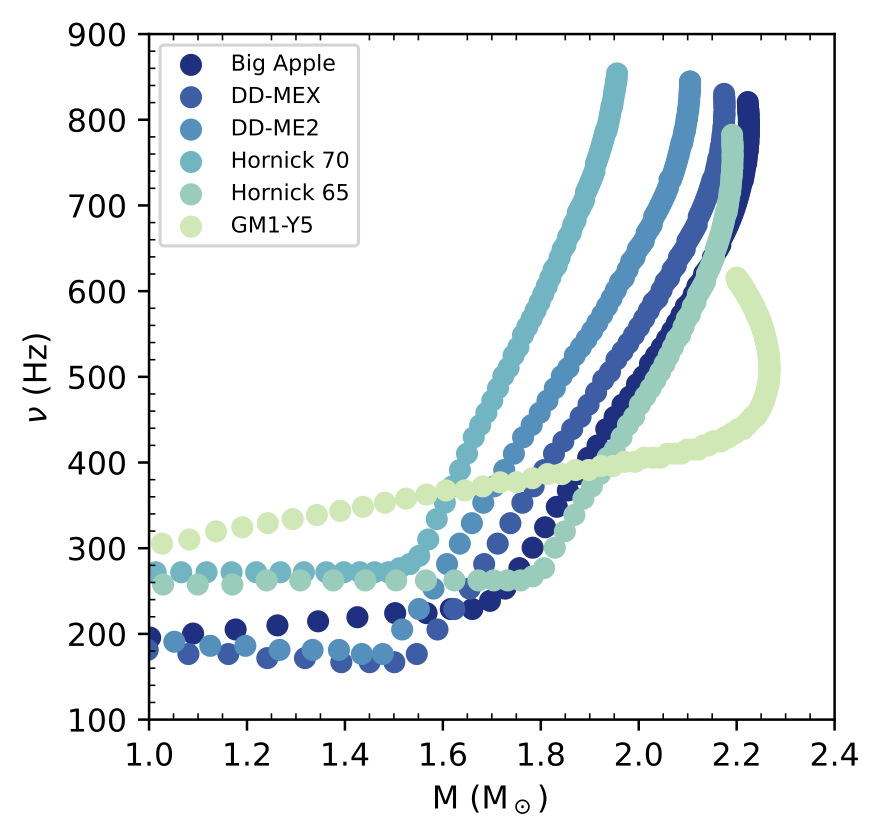 900
800
700
600
500
400
300
200
100
ν (Hz)
Big Apple
DD-MEX
DD-ME2
Hornick 70
Hornick 65
GM1-Y5
1.0 1.2 1.4 1.6 1.8 2.0 2.2 2.4
M (M⊙)